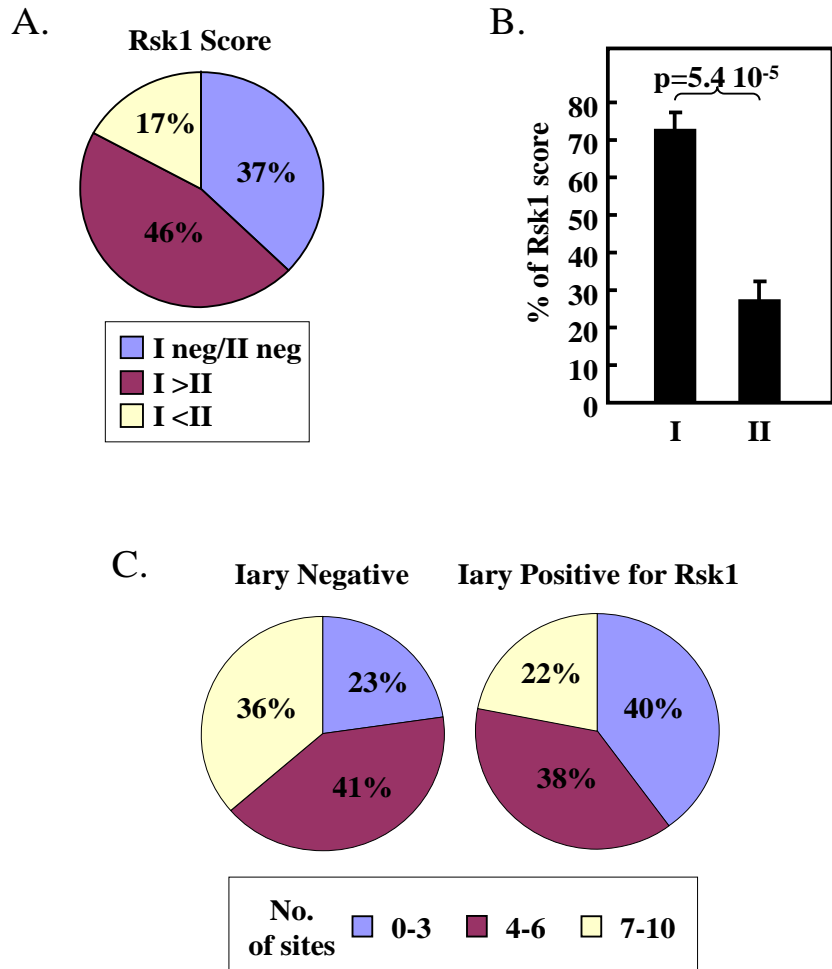 A.
Rsk1 Score
17%
37%
46%
I neg/II neg
I >II
I <II
B.
p=5.4 10-5
% of Rsk1 score
80
70
60
50
40
30
20
10
0
I II
C.
Iary Negative Iary Positive for Rsk1
36% 23%
41%
22% 40%
38%
No. of sites
0-3 4-6 7-10